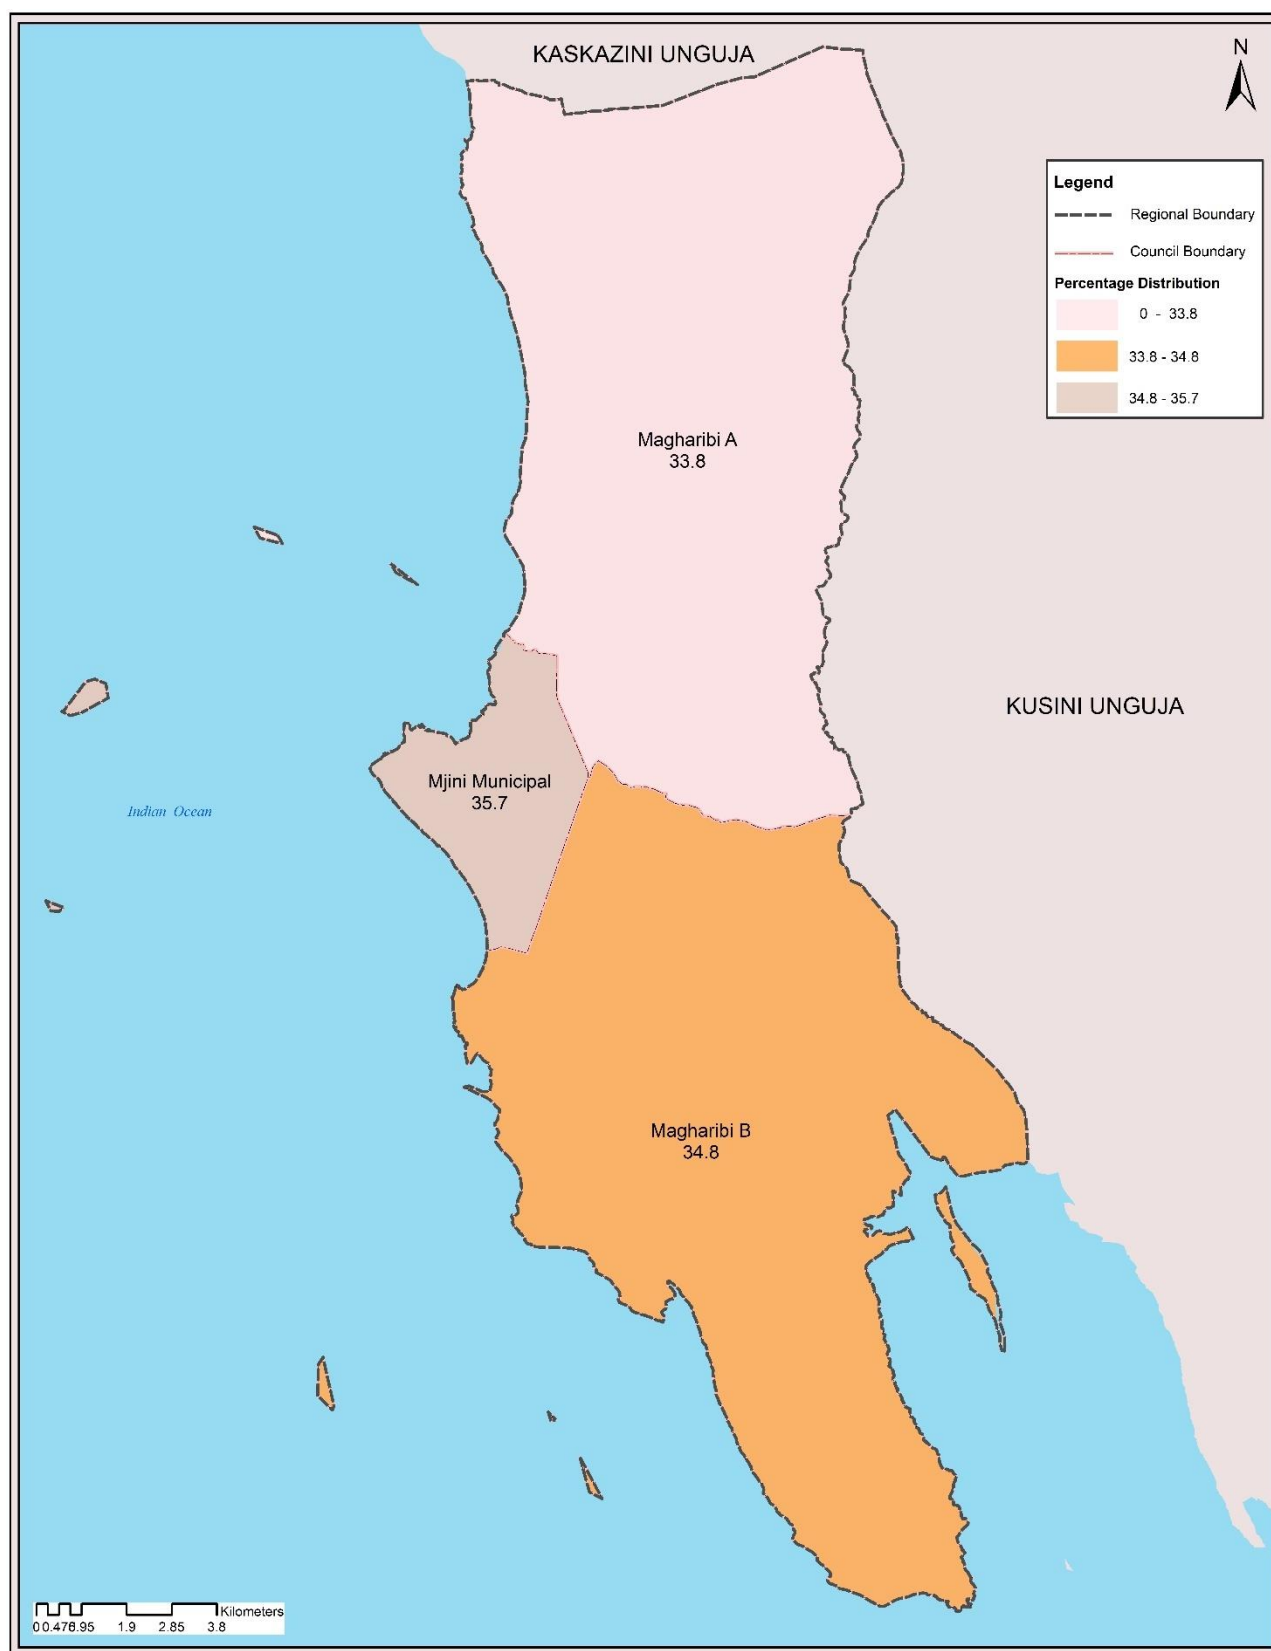 KASKAZINI UNGUJA
N
Legend
Regional Boundary
Council Boundary
Percentage Distribution
0 - 33.8
33.8 - 34.8
34.8 - 35.7
Magharibi A
33.8
KUSINI UNGUJA
Mjini Municipal
35.7
Indian Ocean
Magharibi B
34.8
Kilometers
0 0.475 0.95 1.9 2.85 3.8